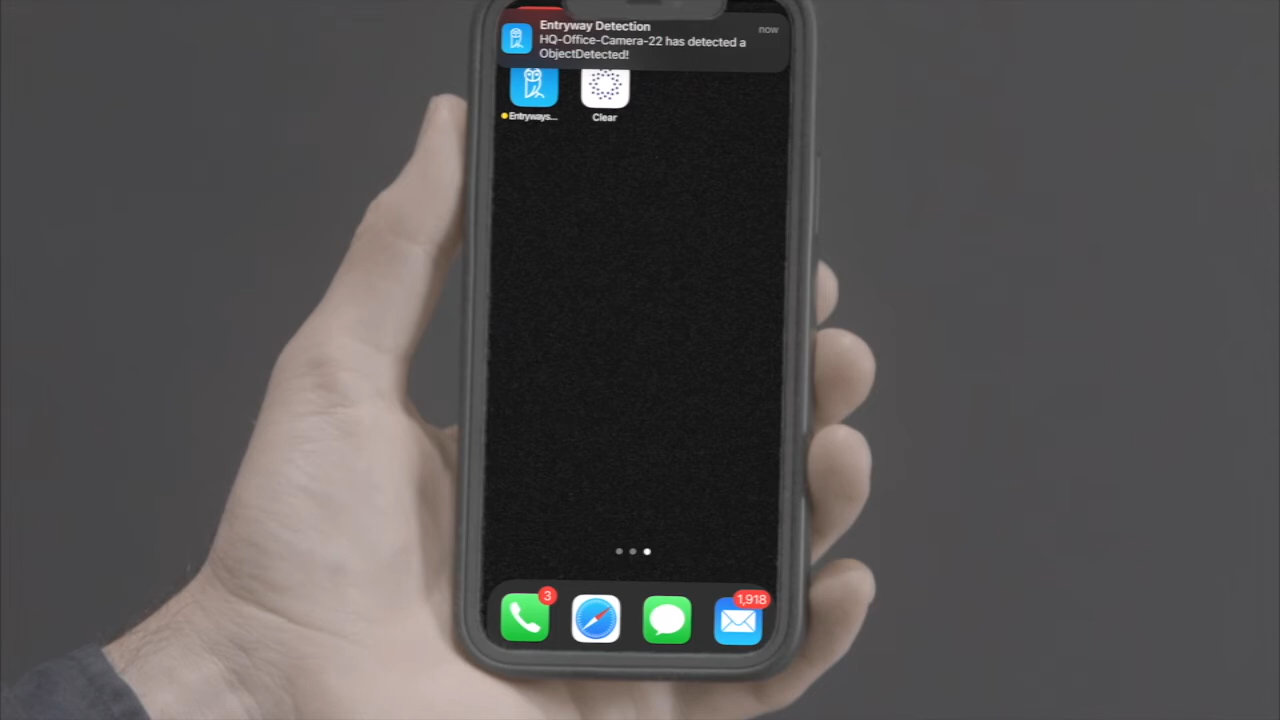 Entryway Detection
now
HQ-Office-Camera-22 has detected a
ObjectDetected!
Entryways...
Clear
3
1,918